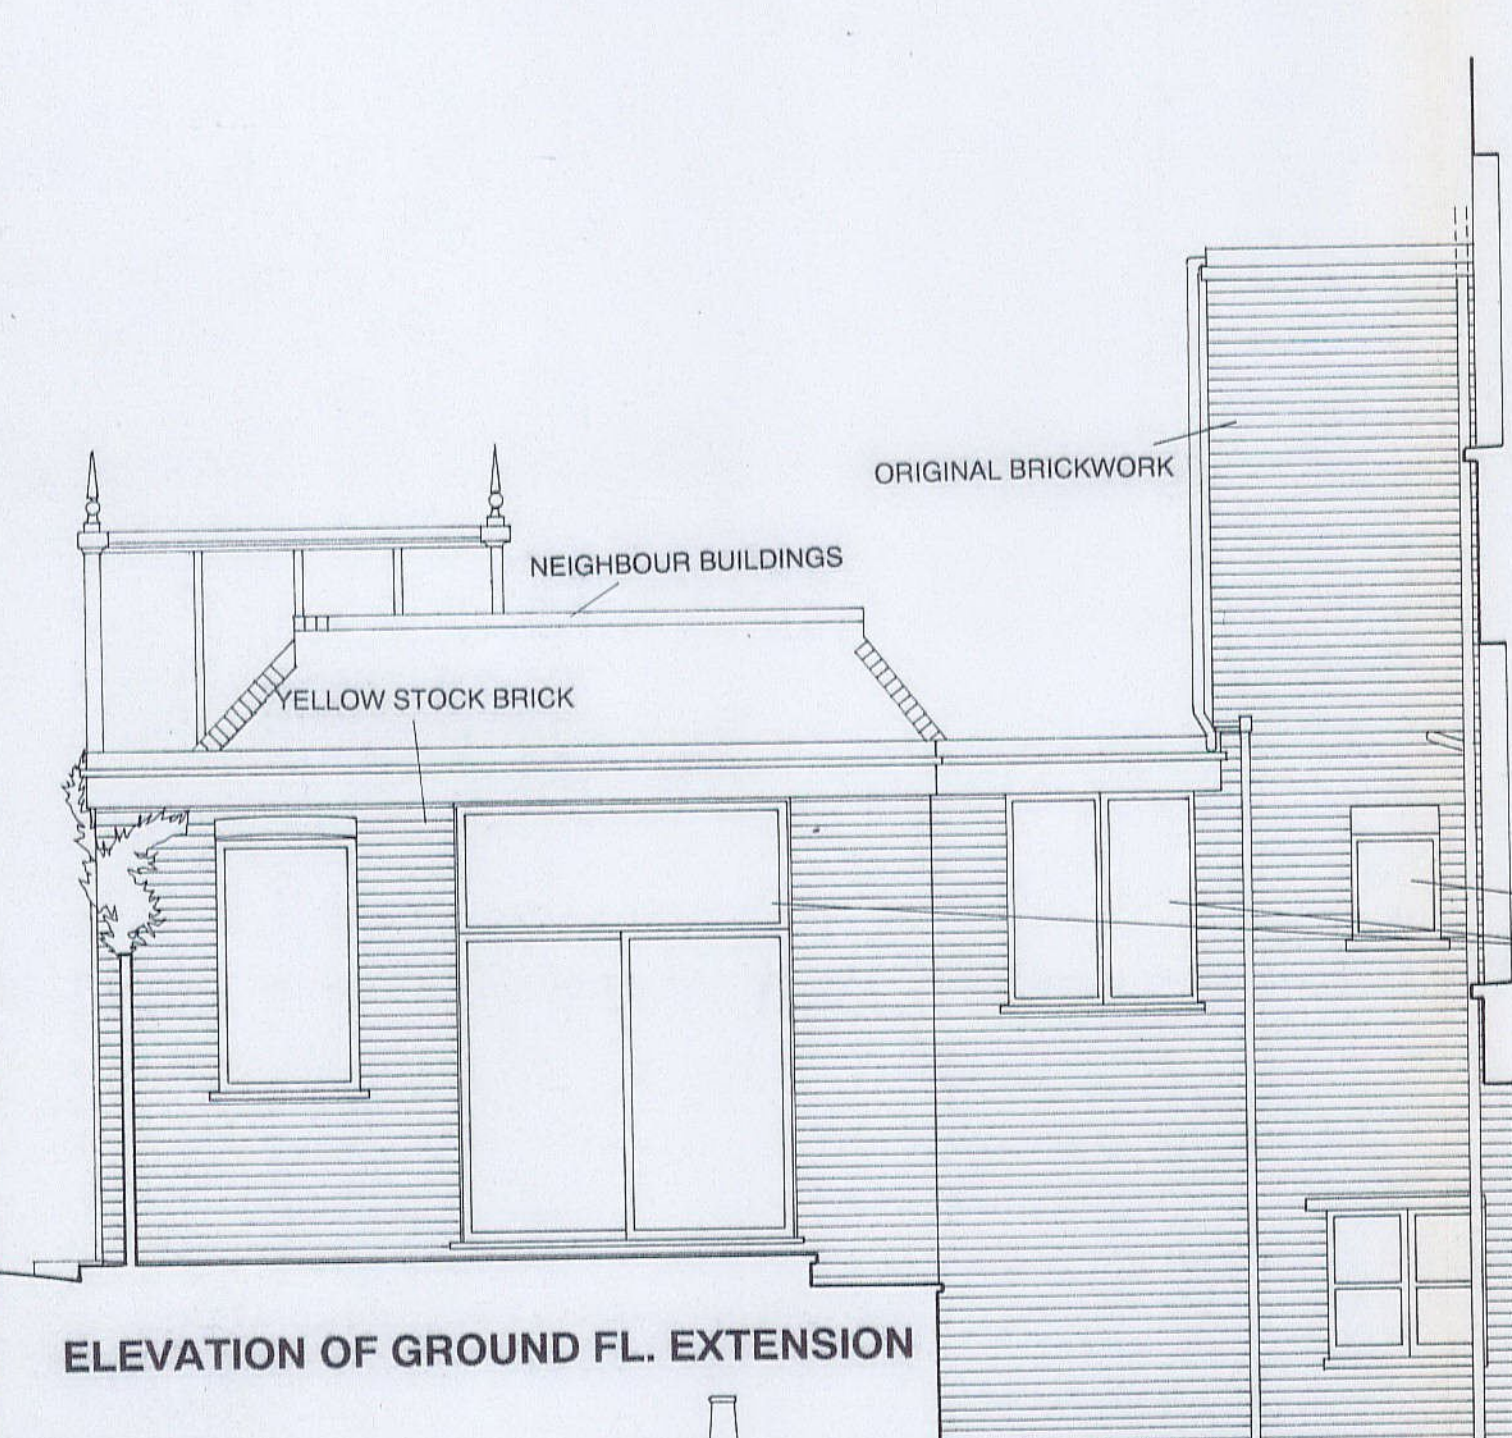 ORIGINAL BRICKWORK
NEIGHBOUR BUILDINGS
YELLOW STOCK BRICK
ELEVATION OF GROUND FL. EXTENSION